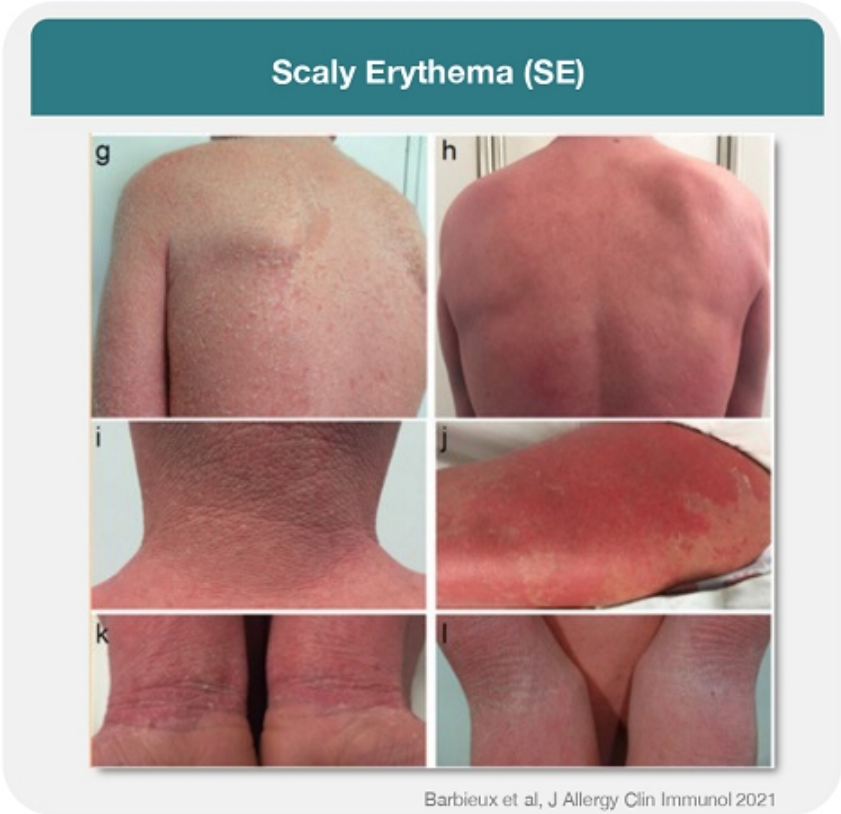 Scaly Erythema (SE)
g
h
i
j
k
l
Barbieux et al, J Allergy Clin Immunol 2021